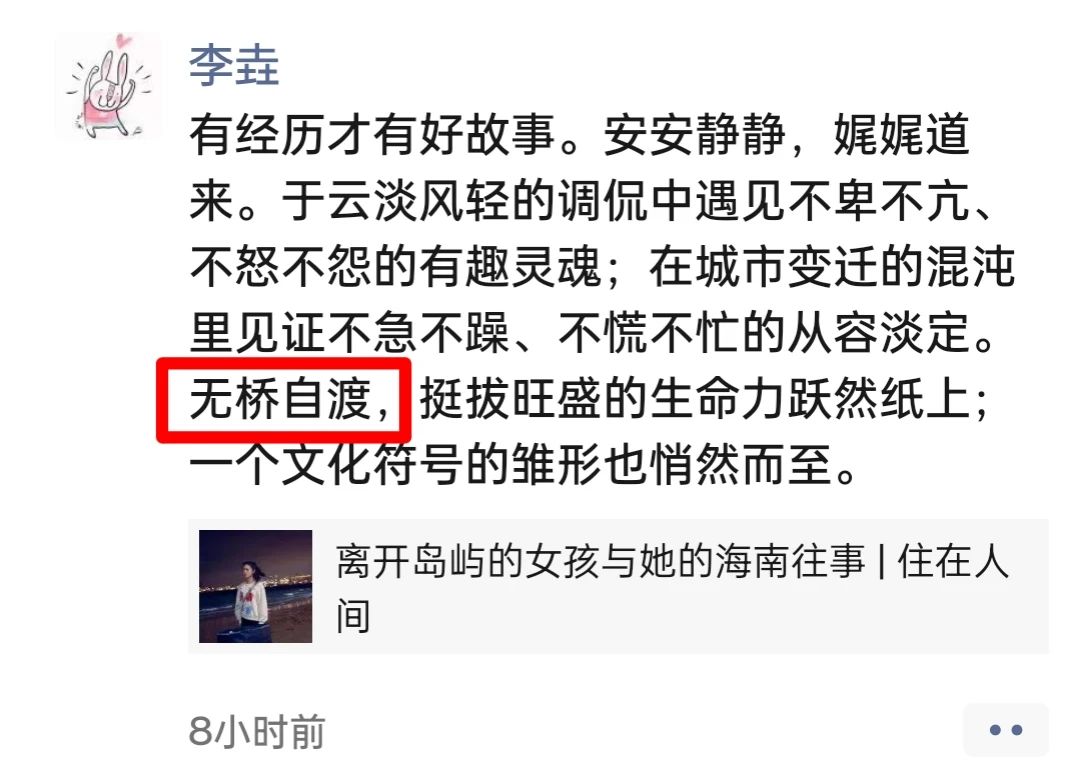 李垚
有经历才有好故事。安安静静，娓娓道
来。于云淡风轻的调侃中遇见不卑不亢、
不怒不怨的有趣灵魂；在城市变迁的混沌
里见证不急不躁、不慌不忙的从容淡定。
无桥自渡，挺拔旺盛的生命力跃然纸上；
一个文化符号的雏形也悄然而至。
离开岛屿的女孩与她的海南往事 | 住在人
间
8小时前